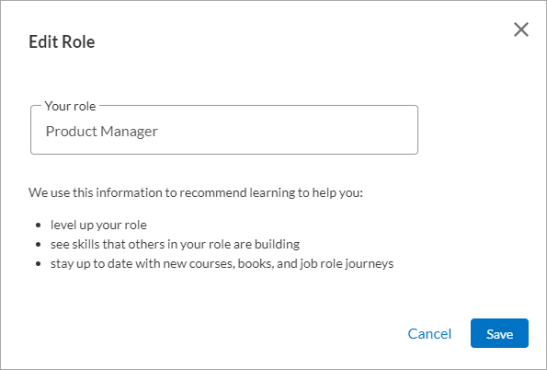 Edit Role
Your role
Product Manager
We use this information to recommend learning to help you:
level up your role
see skills that others in your role are building
stay up to date with new courses, books, and job role journeys
Cancel
Save